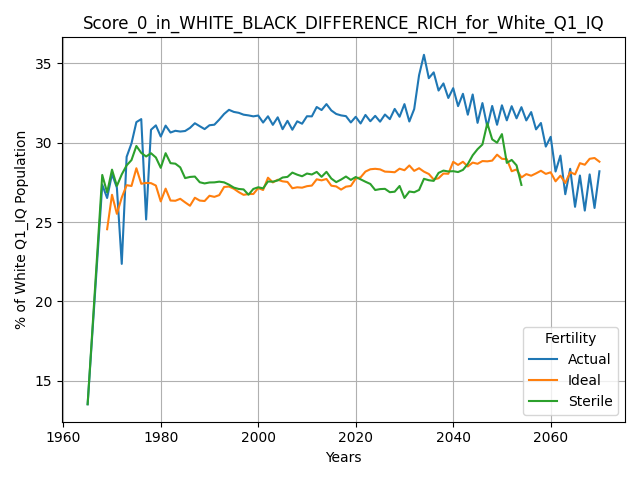 Score_0_in_WHITE_BLACK_DIFFERENCE_RICH_for_White_Q1_IQ
% of White Q1_IQ Population
35
30
25
20
15
Fertility
Actual
Ideal
Sterile
1960 1980 2000 2020 2040 2060
Years